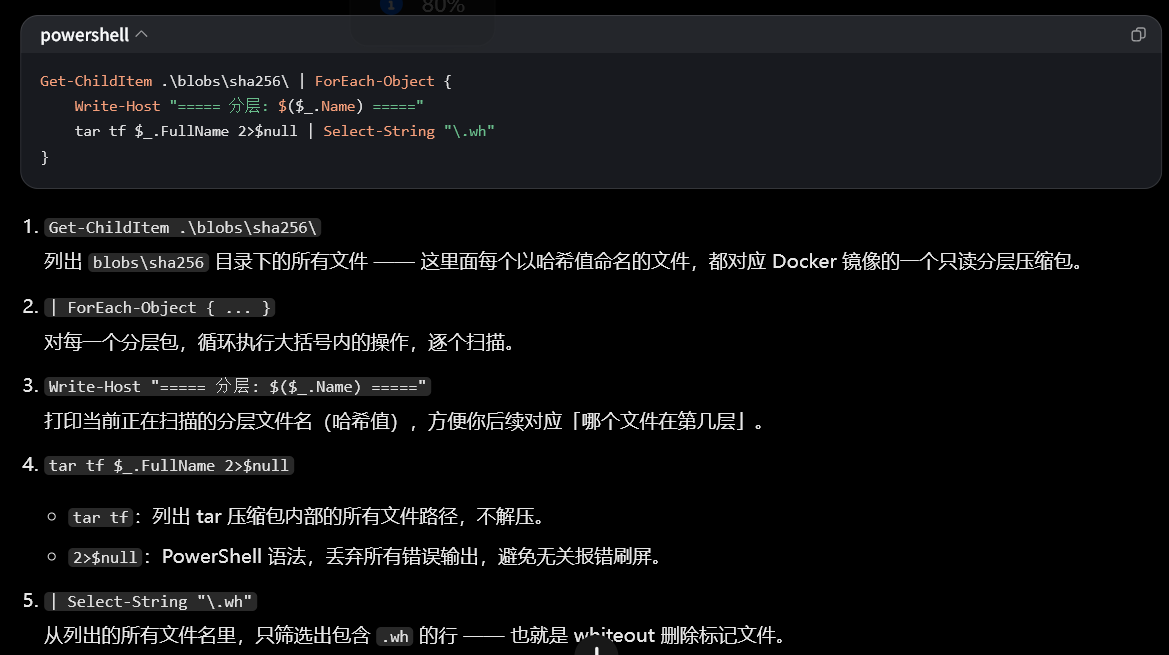 80%
powershell
Get-ChildItem .\blobs\sha256\ | ForEach-Object {
    Write-Host "===== 分层: $($_.Name) ====="
    tar tf $_.FullName 2>$null | Select-String "\.wh"
}
1. Get-ChildItem .\blobs\sha256\
列出 blobs\sha256 目录下的所有文件 —— 这里面每个以哈希值命名的文件，都对应 Docker 镜像的一个只读分层压缩包。
2. | ForEach-Object { ... }
对每一个分层包，循环执行大括号内的操作，逐个扫描。
3. Write-Host "===== 分层: $($_.Name) ====="
打印当前正在扫描的分层文件名（哈希值），方便你后续对应「哪个文件在第几层」。
4. tar tf $_.FullName 2>$null
tar tf：列出 tar 压缩包内部的所有文件路径，不解压。
2>$null：PowerShell 语法，丢弃所有错误输出，避免无关报错刷屏。
5. | Select-String "\.wh"
从列出的所有文件名里，只筛选出包含 .wh 的行 —— 也就是 whiteout 删除标记文件。